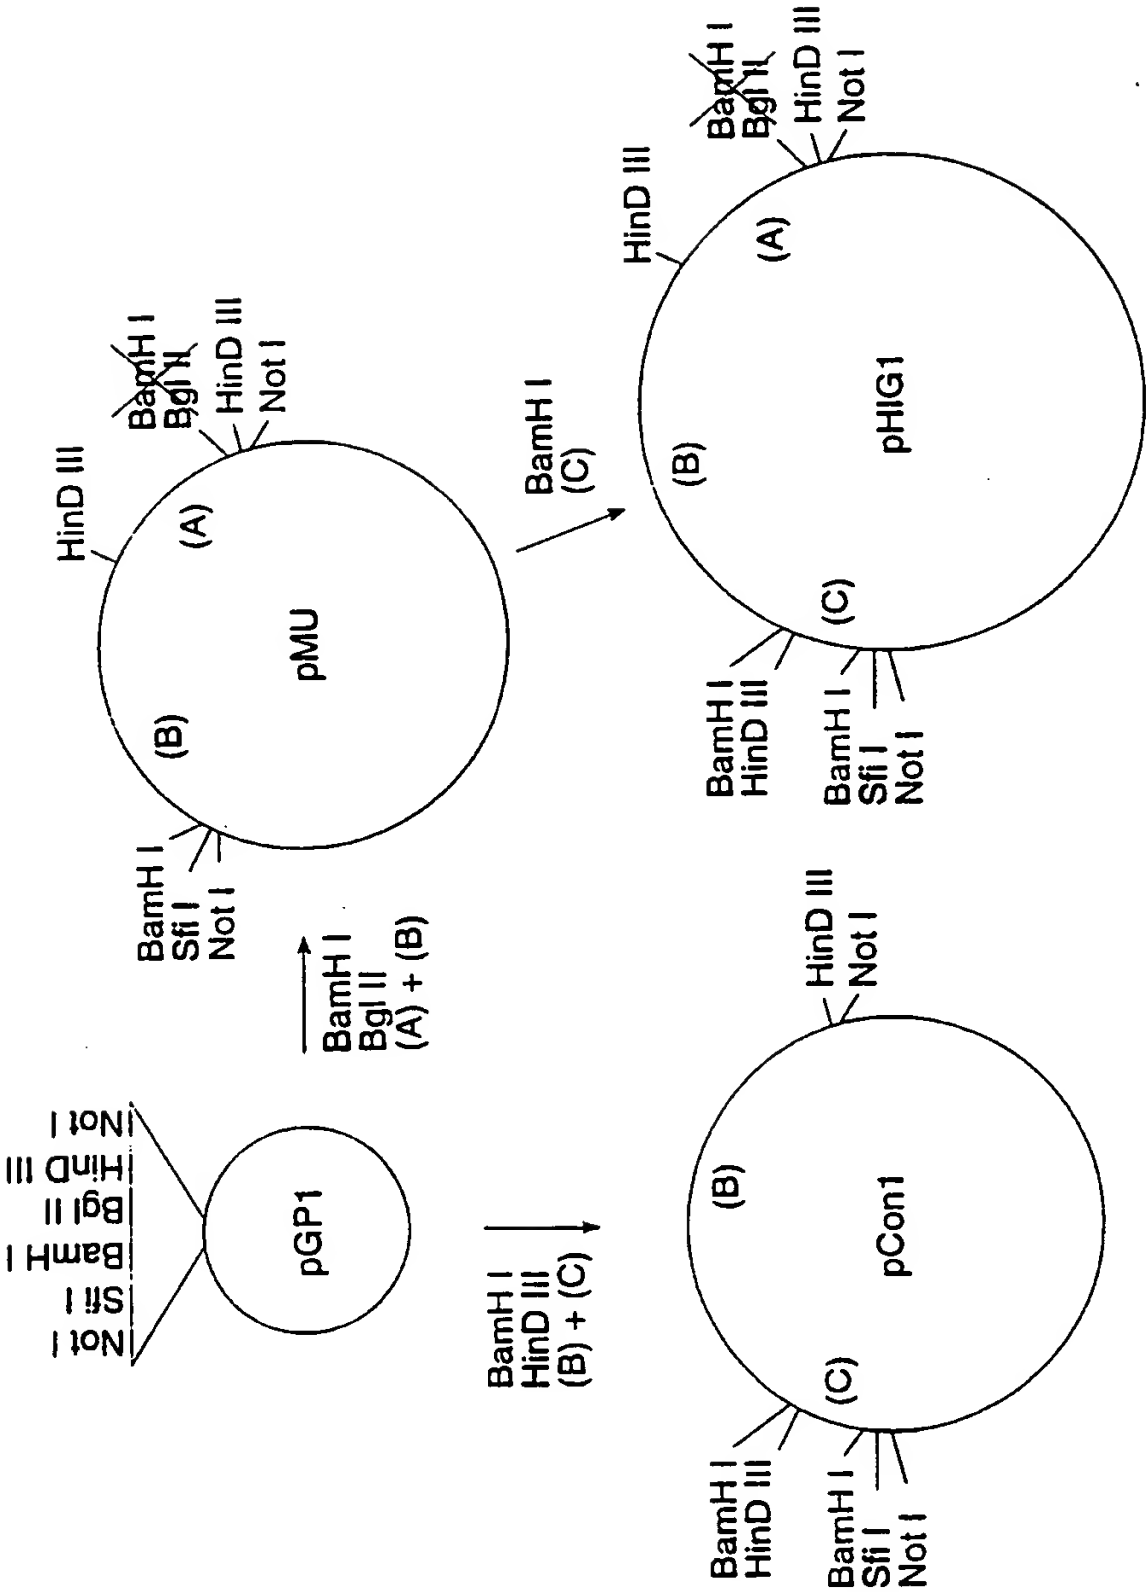 Not I
Sfi I
BamH I
Bgl II
HinD III
Not I
pGP1
BamH I
Bgl II
(A) + (B)
BamH I
Sfi I
Not I
(B)
HinD III
(A)
BamH I
Bgl II
HinD III
Not I
pMU
BamH I
HinD III
(B) + (C)
BamH I
(C)
BamH I
HinD III
BamH I
Sfi I
Not I
(C)
(B)
HinD III
Not I
pCon1
BamH I
HinD III
BamH I
Sfi I
Not I
(C)
(B)
HinD III
(A)
BamH I
Bgl II
HinD III
Not I
pHIG1